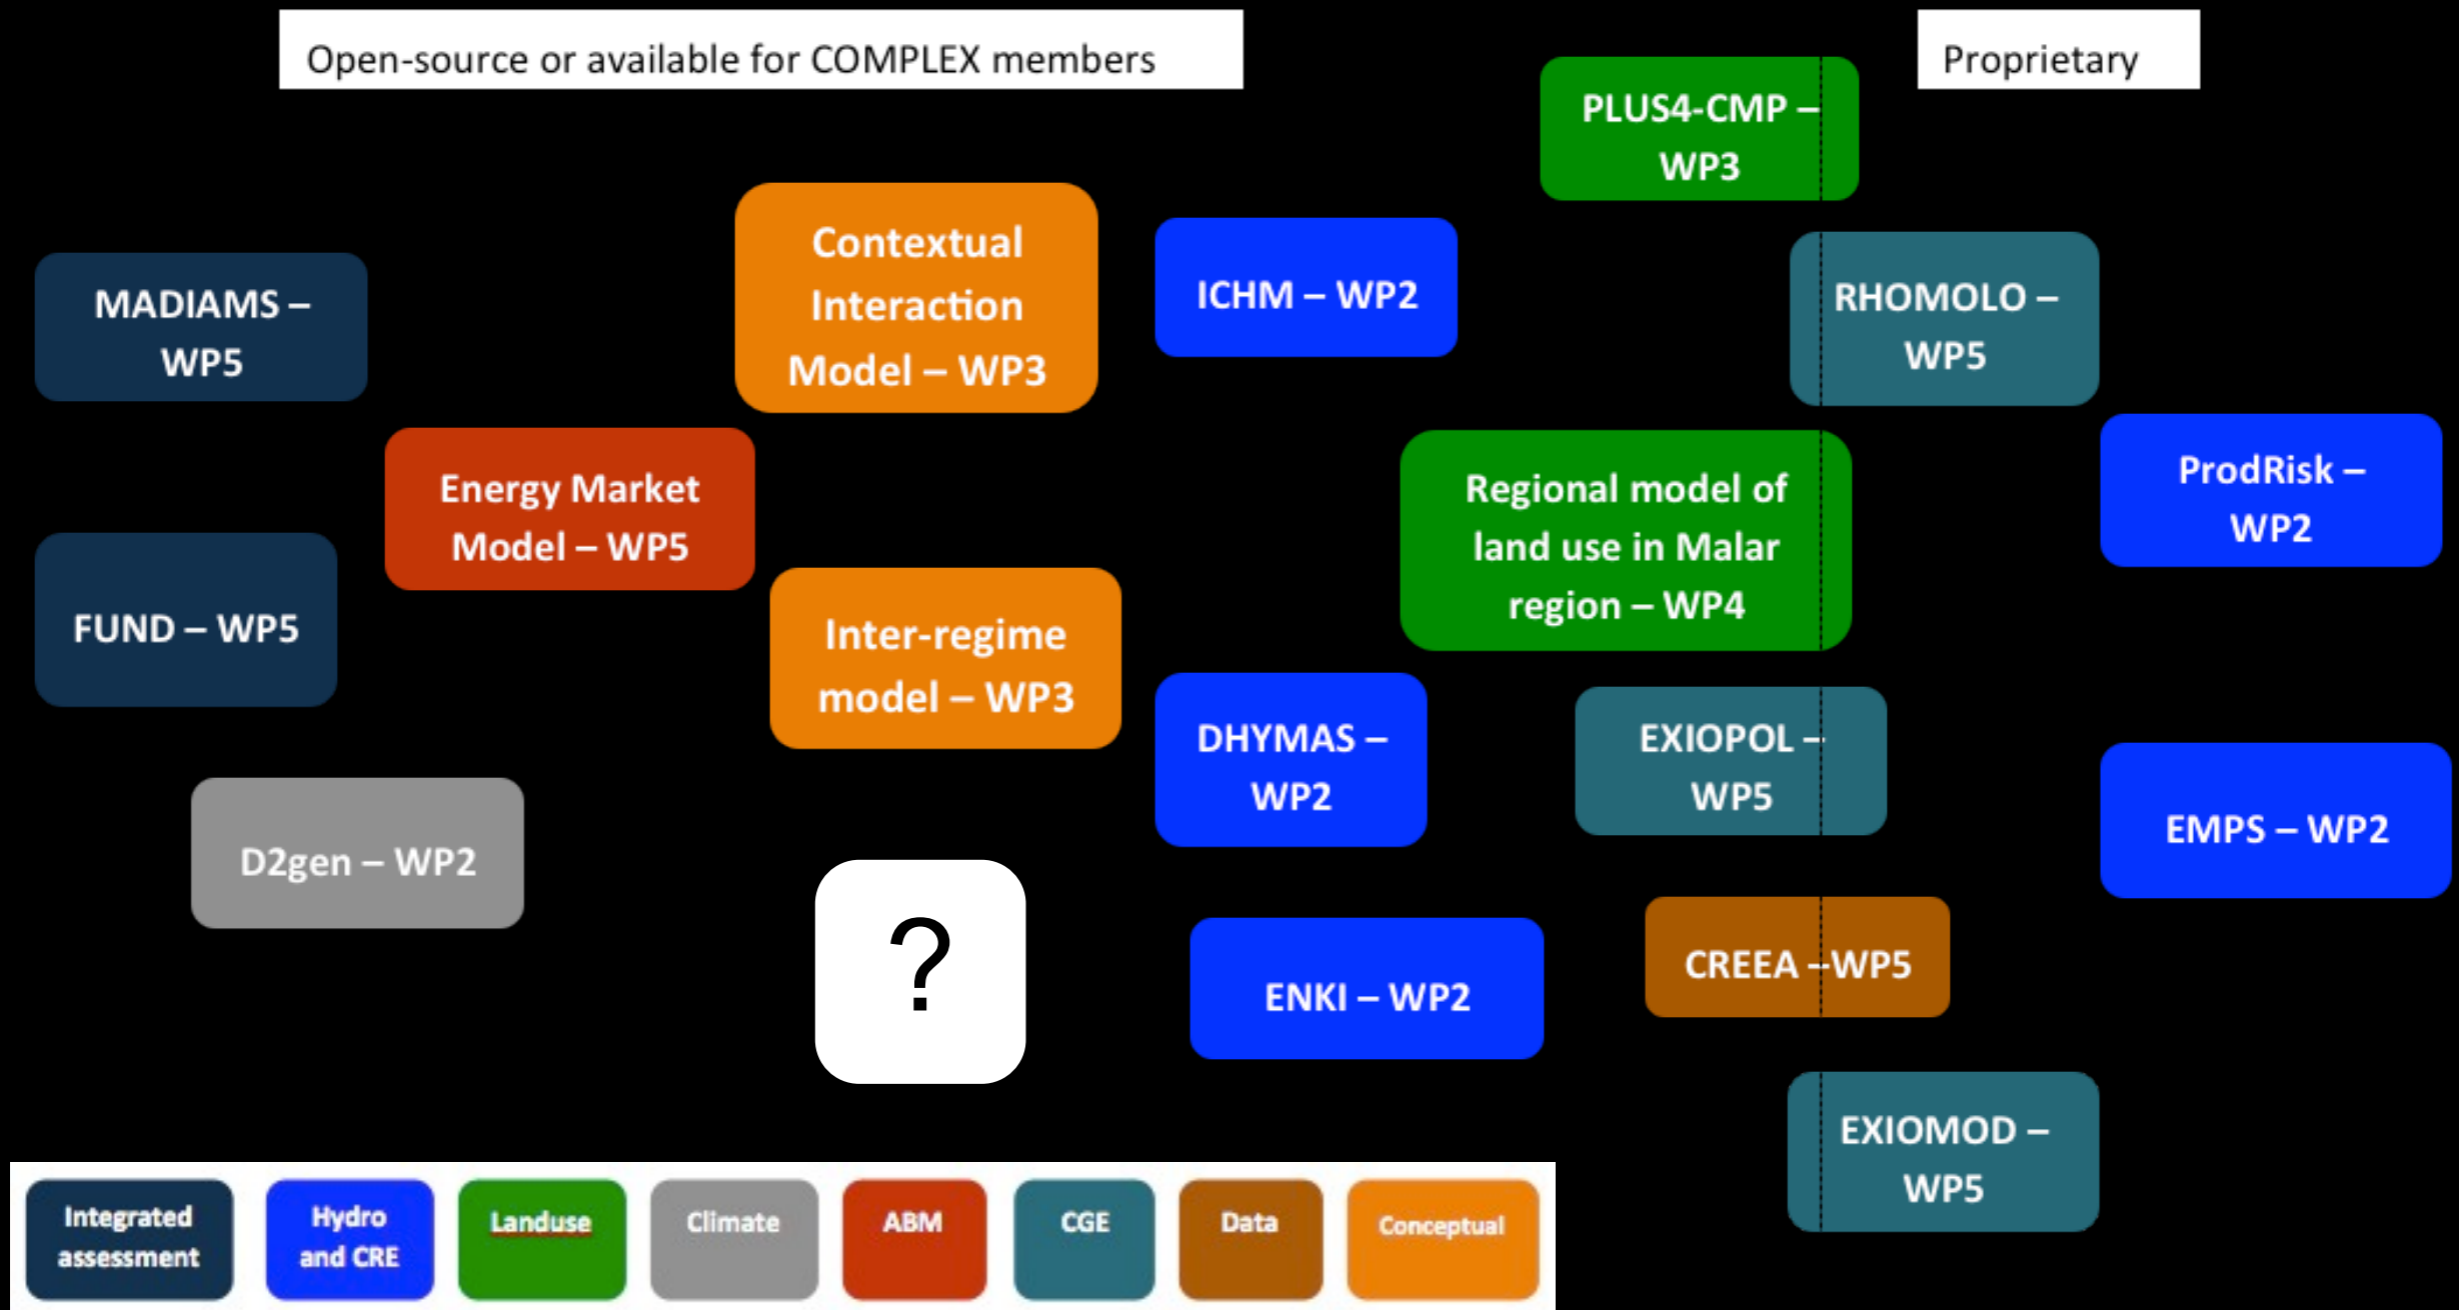 Open-source or available for COMPLEX members
Proprietary
PLUS4-CMP –
WP3
Contextual
Interaction
Model – WP3
ICHM – WP2
RHOMOLO –
WP5
MADIAMS –
WP5
Energy Market
Model – WP5
Regional model of
land use in Malar
region – WP4
ProdRisk –
WP2
FUND – WP5
Inter-regime
model – WP3
DHYMAS –
WP2
EXIOPOL –
WP5
EMPS – WP2
D2gen – WP2
?
ENKI – WP2
CREEA –WP5
EXIOMOD –
WP5
Integrated
assessment
Hydro
and CRE
Landuse
Climate
ABM
CGE
Data
Conceptual